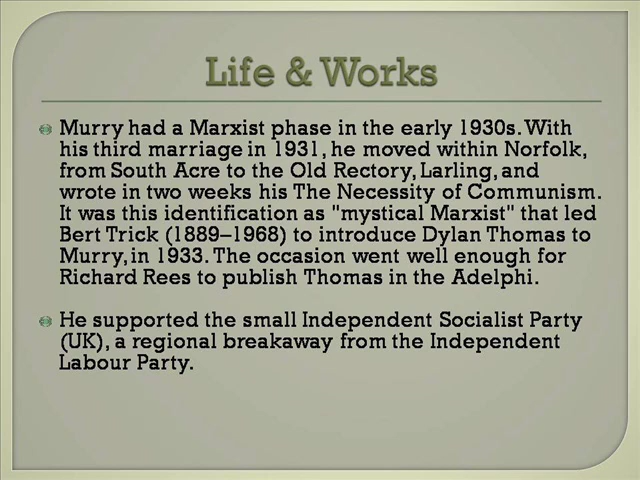 Life & Works
Murry had a Marxist phase in the early 1930s. With
his third marriage in 1931, he moved within Norfolk,
from South Acre to the Old Rectory, Larling, and
wrote in two weeks his The Necessity of Communism.
It was this identification as "mystical Marxist" that led
Bert Trick (1889–1968) to introduce Dylan Thomas to
Murry, in 1933. The occasion went well enough for
Richard Rees to publish Thomas in the Adelphi.
He supported the small Independent Socialist Party
(UK), a regional breakaway from the Independent
Labour Party.